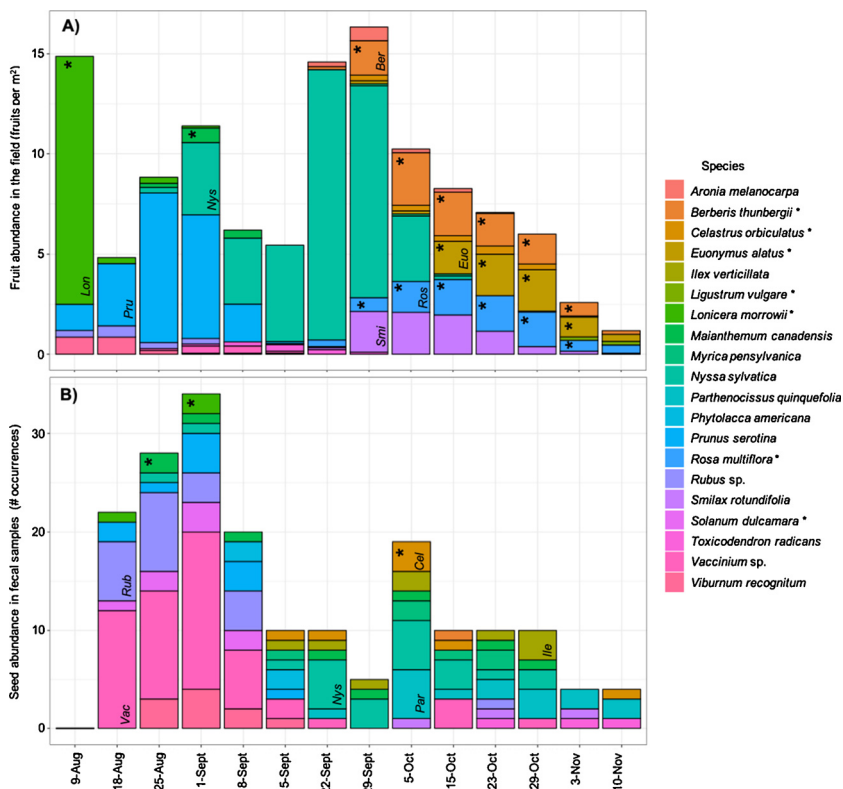 A)
Fruit abundance in the field (fruits per m²)
15
10
5
0
*
Lon
Pru
*
Nys
*
Ber
*
Smi
*
*
Ros
*
*
Euo
*
*
*
*
*
*
*
*
*
*
*
B)
Seed abundance in fecal samples (# occurrences)
30
20
10
0
Vac
Rub
*
*
Nys
*
Cel
Par
Ile
9-Aug
18-Aug
25-Aug
1-Sept
8-Sept
5-Sept
2-Sept
29-Sept
5-Oct
15-Oct
23-Oct
29-Oct
3-Nov
10-Nov
Species
Aronia melanocarpa
Berberis thunbergii *
Celastrus orbiculatus *
Euonymus alatus *
Ilex verticillata
Ligustrum vulgare *
Lonicera morrowii *
Maianthemum canadensis
Myrica pensylvanica
Nyssa sylvatica
Parthenocissus quinquefolia
Phytolacca americana
Prunus serotina
Rosa multiflora *
Rubus sp.
Smilax rotundifolia
Solanum dulcamara *
Toxicodendron radicans
Vaccinium sp.
Viburnum recognitum